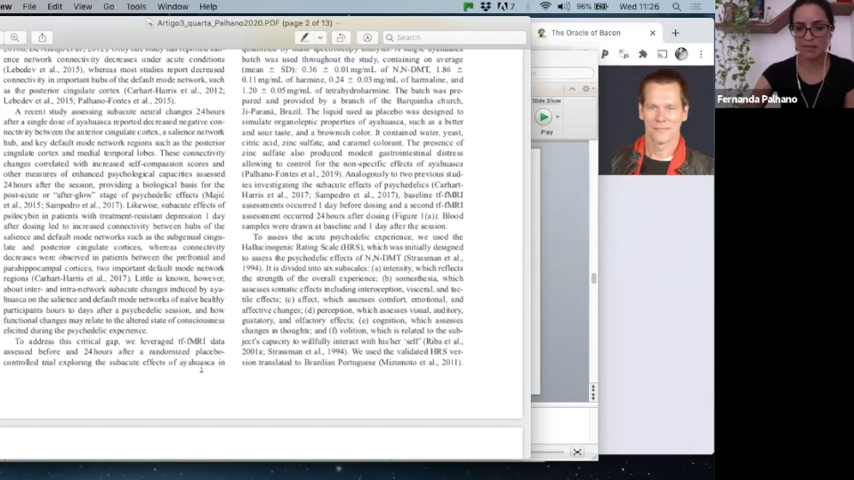 ew File Edit View Go Tools Window Help
7 96% Wed 11:26
Artigo3_quarta_Palhano2020.PDF (page 2 of 13)
Search
The Oracle of Bacon
Slide Show
Play
Fernanda Palhano
ence network connectivity decreases under acute conditions
(Lebedev et al., 2015), whereas most studies report decreased
connectivity in important hubs of the default mode network, such
as the posterior cingulate cortex (Carhart-Harris et al., 2012;
Lebedev et al., 2015; Palhano-Fontes et al., 2015).
A recent study assessing subacute neural changes 24 hours
after a single dose of ayahuasca reported decreased negative con-
nectivity between the anterior cingulate cortex, a salience network
hub, and key default mode network regions such as the posterior
cingulate cortex and medial temporal lobes. These connectivity
changes correlated with increased self-compassion scores and
other measures of enhanced psychological capacities assessed
24 hours after the session, providing a biological basis for the
post-acute or “after-glow” stage of psychedelic effects (Majić
et al., 2015; Sampedro et al., 2017). Likewise, subacute effects of
psilocybin in patients with treatment-resistant depression 1 day
after dosing led to increased connectivity between hubs of the
salience and default mode networks such as the subgenual cingu-
late and posterior cingulate cortices, whereas connectivity
decreases were observed in patients between the prefrontal and
parahippocampal cortices, two important default mode network
regions (Carhart-Harris et al., 2017). Little is known, however,
about inter- and intra-network subacute changes induced by aya-
huasca on the salience and default mode networks of naïve healthy
participants hours to days after a psychedelic session, and how
functional changes may relate to the altered state of consciousness
elicited during the psychedelic experience.
To address this critical gap, we leveraged tf-fMRI data
assessed before and 24 hours after a randomized placebo-
controlled trial exploring the subacute effects of ayahuasca in
quantified by mass spectroscopy analysis. A single ayahuasca
batch was used throughout the study, containing on average
(mean ± SD): 0.36 ± 0.01 mg/mL of N,N-DMT, 1.86 ±
0.11 mg/mL of harmine, 0.24 ± 0.03 mg/mL of harmaline, and
1.20 ± 0.05 mg/mL of tetrahydroharmine. The batch was pre-
pared and provided by a branch of the Barquinha church,
Ji-Paraná, Brazil. The liquid used as placebo was designed to
simulate organoleptic properties of ayahuasca, such as a bitter
and sour taste, and a brownish color. It contained water, yeast,
citric acid, zinc sulfate, and caramel colorant. The presence of
zinc sulfate also produced modest gastrointestinal distress
allowing to control for the non-specific effects of ayahuasca
(Palhano-Fontes et al., 2019). Analogously to two previous stud-
ies investigating the subacute effects of psychedelics (Carhart-
Harris et al., 2017; Sampedro et al., 2017), baseline tf-fMRI
assessments occurred 1 day before dosing and a second tf-fMRI
assessment occurred 24 hours after dosing (Figure 1(a)). Blood
samples were drawn at baseline and 1 day after the session.
To assess the acute psychedelic experience, we used the
Hallucinogenic Rating Scale (HRS), which was initially designed
to assess the psychedelic effects of N,N-DMT (Strassman et al.,
1994). It is divided into six subscales: (a) intensity, which reflects
the strength of the overall experience; (b) somesthesia, which
assesses somatic effects including interoception, visceral, and tac-
tile effects; (c) affect, which assesses comfort, emotional, and
affective changes; (d) perception, which assesses visual, auditory,
gustatory, and olfactory effects; (e) cognition, which assesses
changes in thoughts; and (f) volition, which is related to the sub-
ject's capacity to willfully interact with his/her 'self' (Riba et al.,
2001a; Strassman et al., 1994). We used the validated HRS ver-
sion translated to Brazilian Portuguese (Mizumoto et al., 2011).